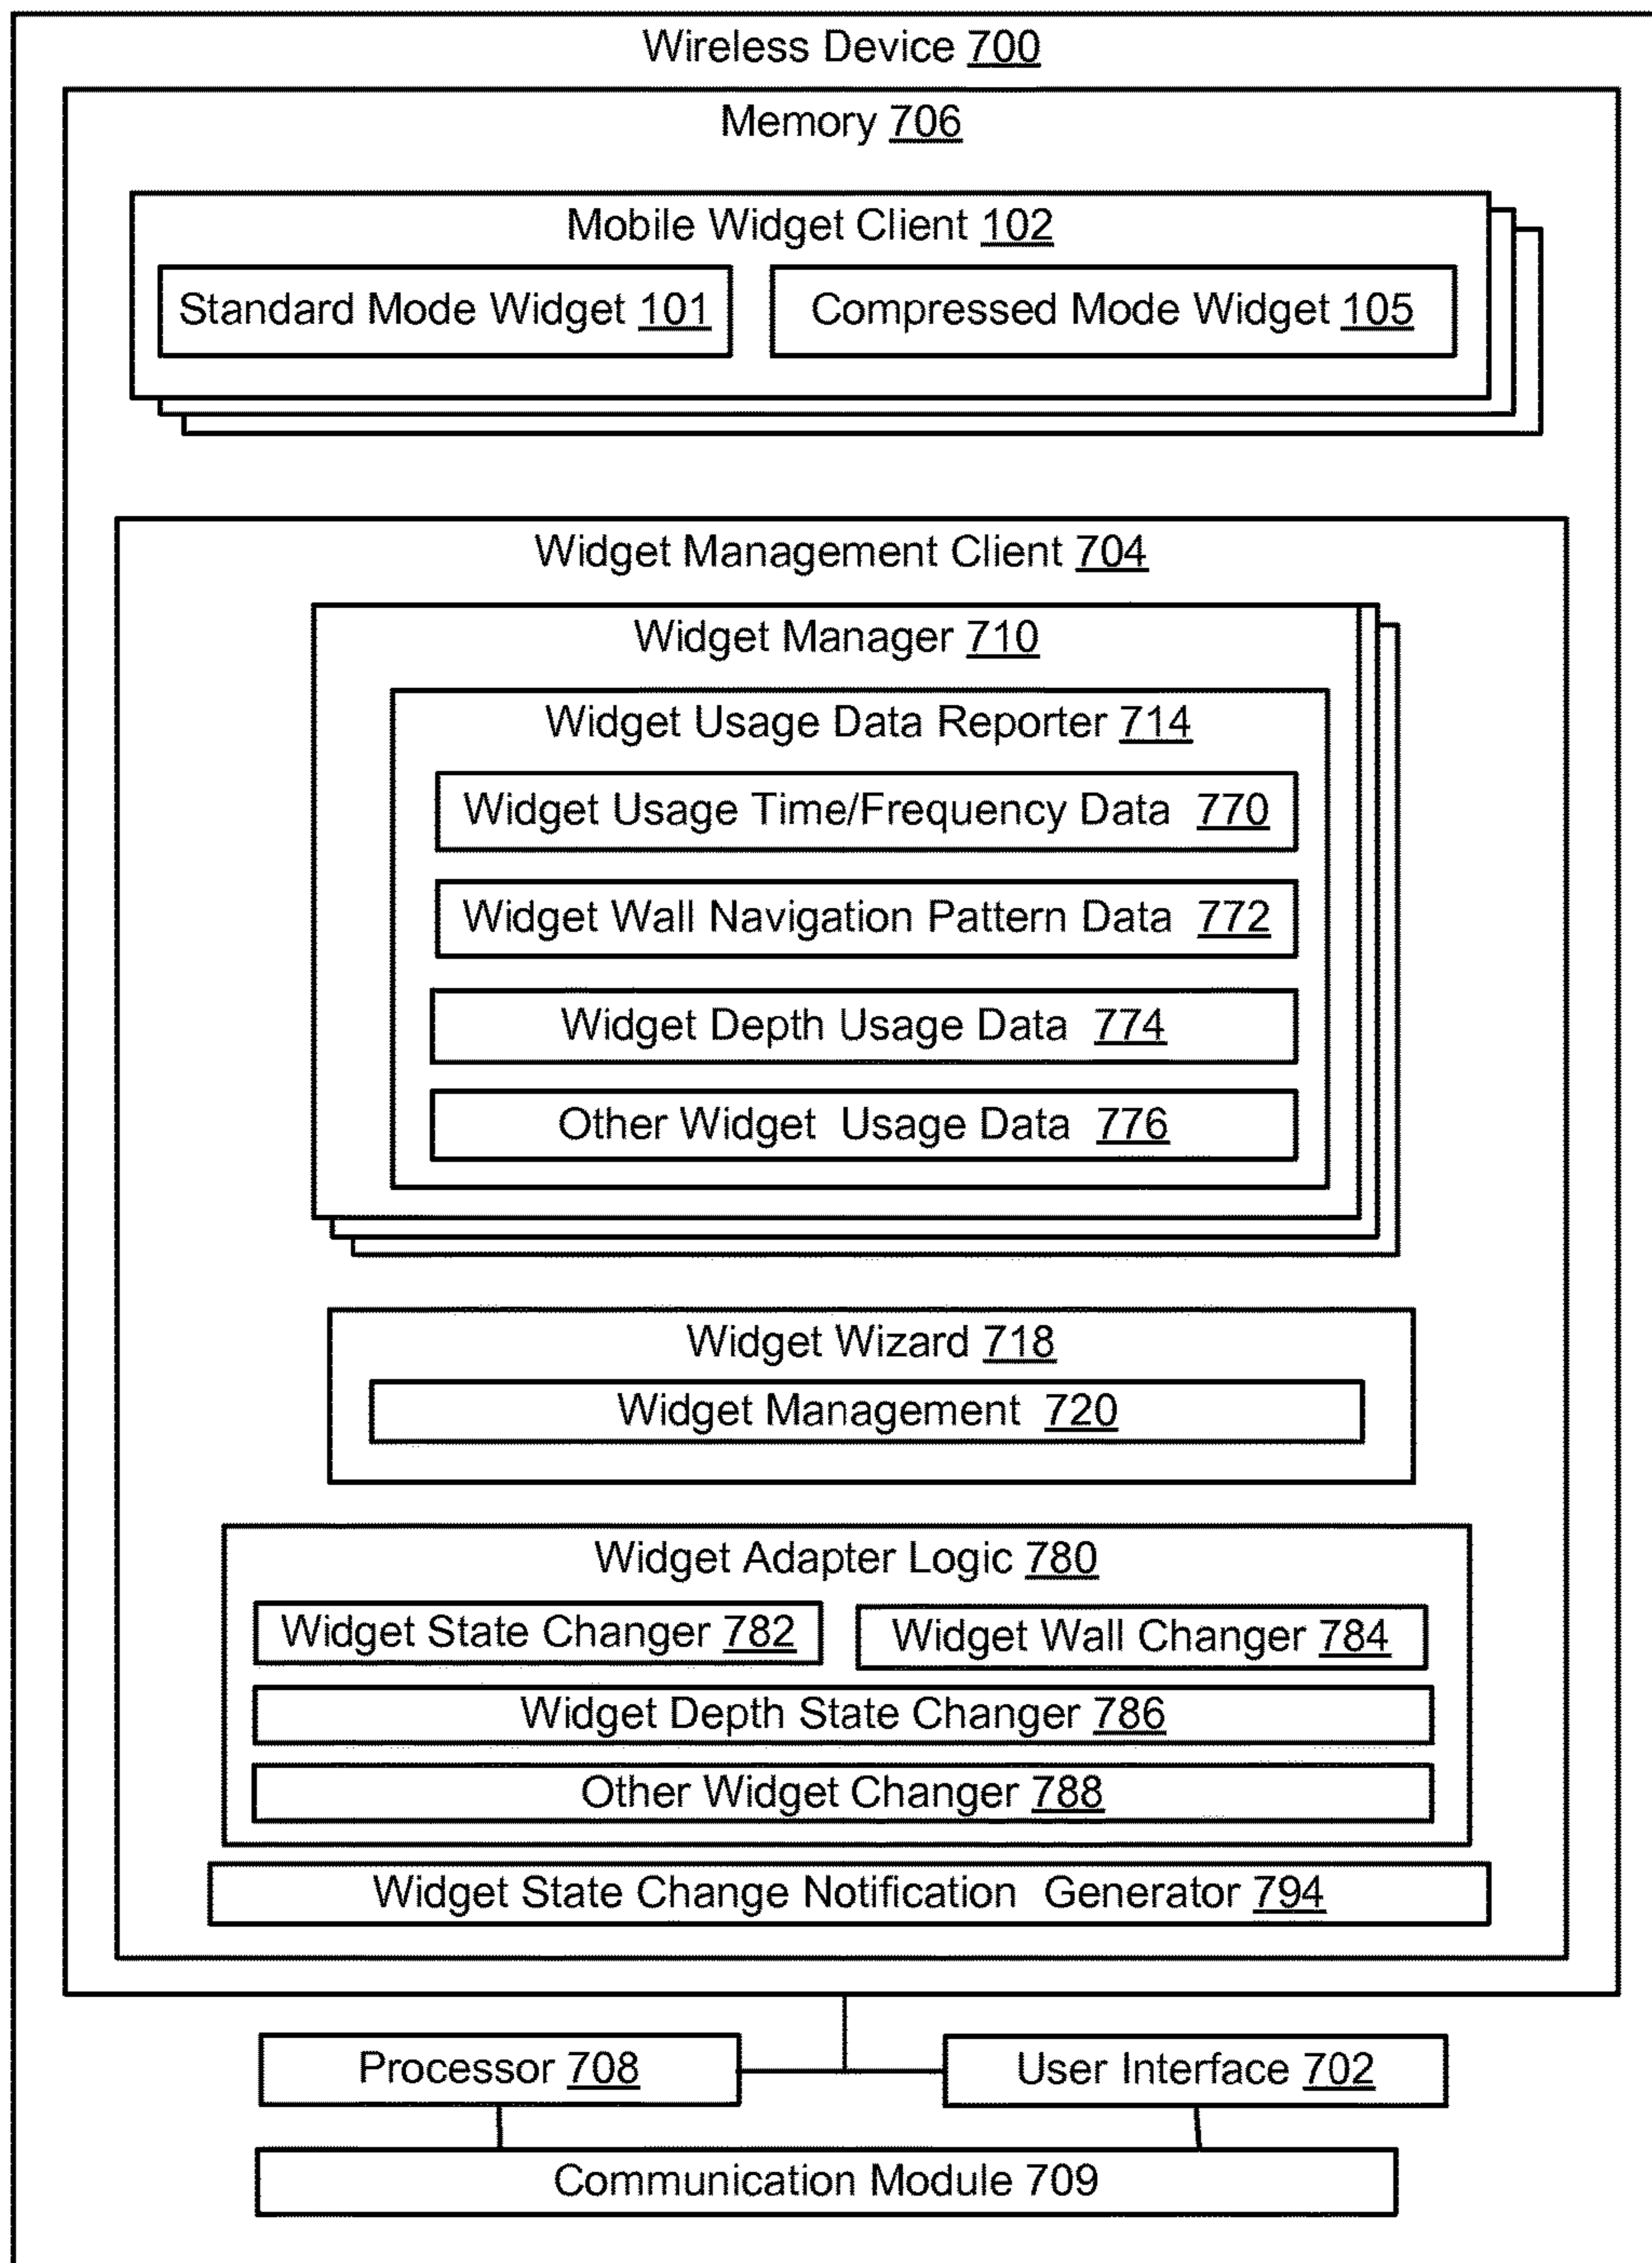 Wireless Device 700
Memory 706
Mobile Widget Client 102
Standard Mode Widget 101
Compressed Mode Widget 105
Widget Management Client 704
Widget Manager 710
Widget Usage Data Reporter 714
Widget Usage Time/Frequency Data 770
Widget Wall Navigation Pattern Data 772
Widget Depth Usage Data 774
Other Widget Usage Data 776
Widget Wizard 718
Widget Management 720
Widget Adapter Logic 780
Widget State Changer 782
Widget Wall Changer 784
Widget Depth State Changer 786
Other Widget Changer 788
Widget State Change Notification Generator 794
Processor 708
User Interface 702
Communication Module 709